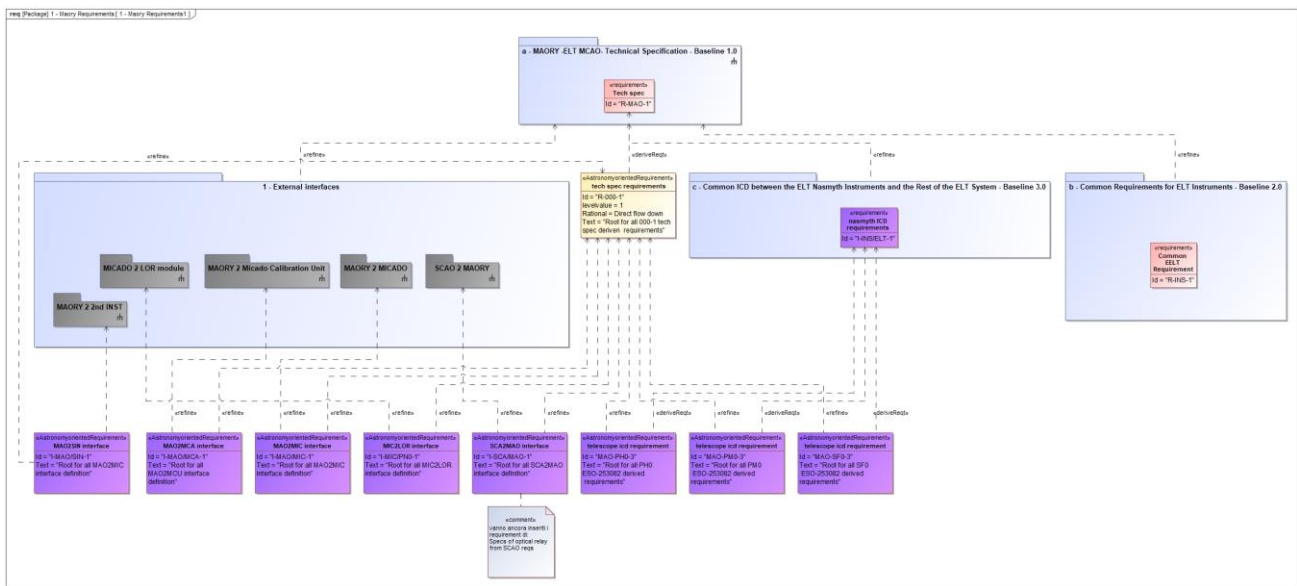 req [Package] 1 - Maory Requirements[ 1 - Maory Requirements1 ]
a - MAORY -ELT MCAO- Technical Specification - Baseline 1.0
«requirement»
Tech spec
Id = "R-MAO-1"
«refine»
«refine»
«deriveReqt»
«refine»
«refine»
1 - External interfaces
MICADO 2 LOR module
MAORY 2 Micado Calibration Unit
MAORY 2 MICADO
SCAO 2 MAORY
MAORY 2 2nd INST
«AstronomyorientedRequirement»
tech spec requirements
Id = "R-000-1"
levelvalue = 1
Rational = Direct flow down
Text = "Root for all 000-1 tech
spec deriven requirements"
c - Common ICD between the ELT Nasmyth Instruments and the Rest of the ELT System - Baseline 3.0
«requirement»
nasmyth ICD
requirements
Id = "I-INS/ELT-1"
b - Common Requirements for ELT Instruments - Baseline 2.0
«requirement»
Common
EELT
Requirement
Id = "R-INS-1"
«refine»
«refine»
«refine»
«refine»
«refine»
«refine»
«refine»
«refine»
«refine»
«deriveReqt»
«refine»
«deriveReqt»
«refine»
«deriveReqt»
«AstronomyorientedRequirement»
MAO2SIN interface
Id = "I-MAO/SIN-1"
Text = "Root for all MAO2MIC
interface definition"
«AstronomyorientedRequirement»
MAO2MCA interface
Id = "I-MAO/MCA-1"
Text = "Root for all
MAO2MCU interface
definition"
«AstronomyorientedRequirement»
MAO2MIC interface
Id = "I-MAO/MIC-1"
Text = "Root for all MAO2MIC
interface definition"
«AstronomyorientedRequirement»
MIC2LOR interface
Id = "I-MIC/PN0-1"
Text = "Root for all MIC2LOR
interface definition"
«AstronomyorientedRequirement»
SCA2MAO interface
Id = "I-SCA/MAO-1"
Text = "Root for all SCA2MAO
interface definition"
«AstronomyorientedRequirement»
telescope icd requirement
Id = "MAO-PH0-3"
Text = "Root for all PH0
ESO-253082 derived
requirements"
«AstronomyorientedRequirement»
telescope icd requirement
Id = "MAO-PM0-3"
Text = "Root for all PM0
ESO-253082 derived
requirements"
«AstronomyorientedRequirement»
telescope icd requirement
Id = "MAO-SF0-3"
Text = "Root for all SF0
ESO-253082 derived
requirements"
«comment»
vanno ancora inseriti i
requirement di:
Specs of optical relay
from SCAO reqs